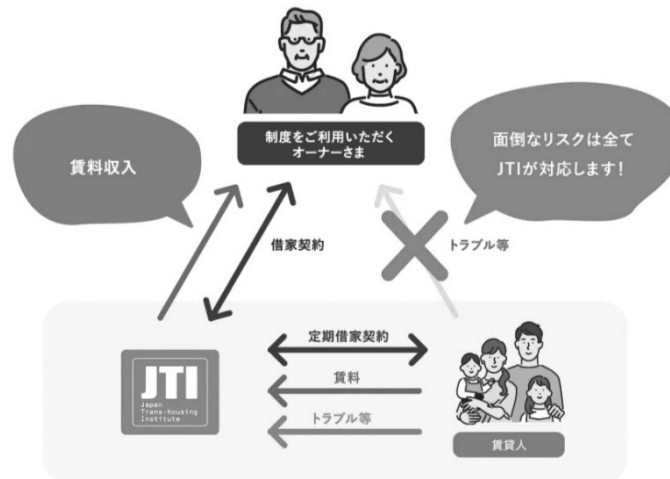 制度をご利用いただく
オーナーさま
賃料収入
面倒なリスクは全て
JTIが対応します!
借家契約
トラブル等
定期借家契約
賃料
トラブル等
JTI
Japan
Trans-housing
Institute
賃貸人